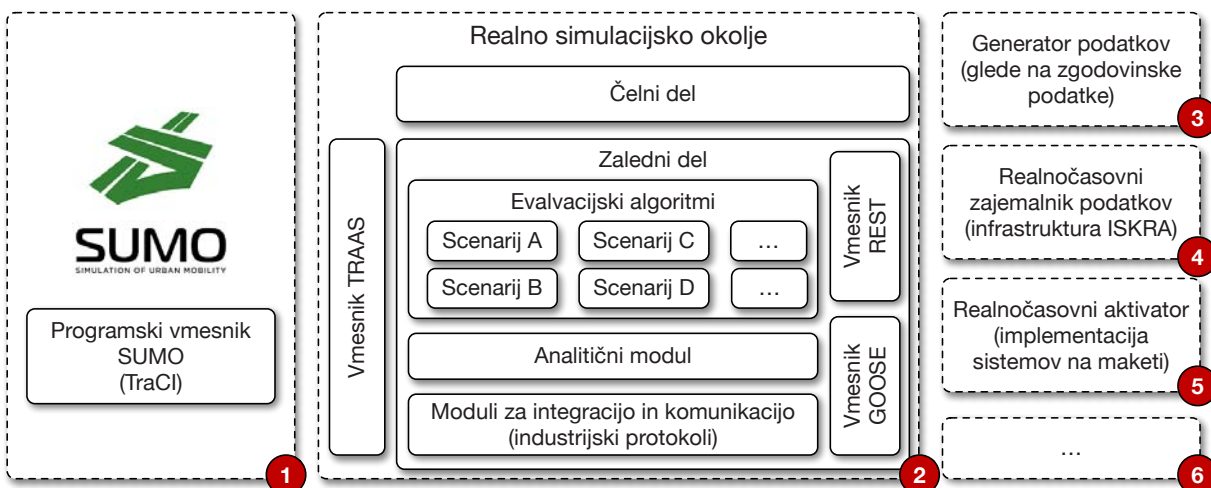 SUMO
SIMULATION OF URBAN MOBILITY
Programski vmesnik
SUMO
(TraCI)
1
Realno simulacijsko okolje
Čelni del
Vmesnik TRAAS
Zaledni del
Evalvacijski algoritmi
Scenarij A
Scenarij C
...
Scenarij B
Scenarij D
...
Vmesnik
REST
Analitični modul
Moduli za integracijo in komunikacijo
(industrijski protokoli)
Vmesnik
GOOSE
2
Generator podatkov
(glede na zgodovinske
podatke)
3
Realnočasovni
zajemalnik podatkov
(infrastruktura ISKRA)
4
Realnočasovni aktivator
(implementacija
sistemov na maketi)
5
...
6